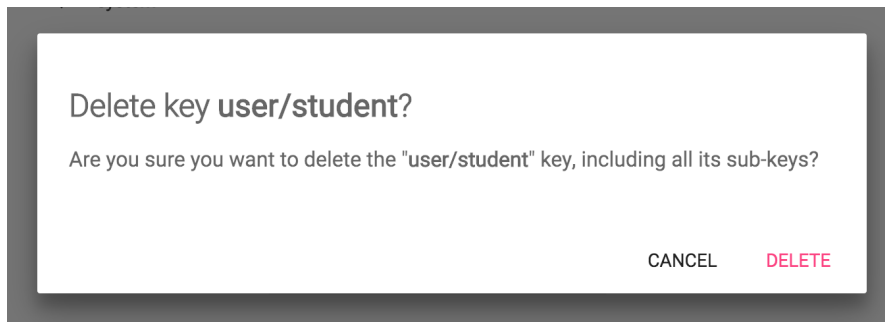 Delete key user/student?
Are you sure you want to delete the "user/student" key, including all its sub-keys?
CANCEL DELETE